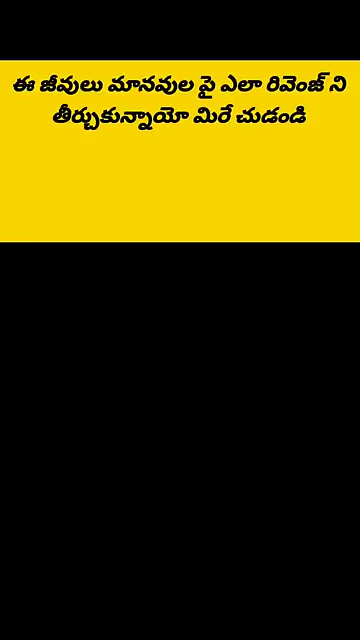 ఈ జీవులు మానవుల పై ఎలా రివెంజ్ ని
తీర్చుకున్నాయో మిరే చుడండి